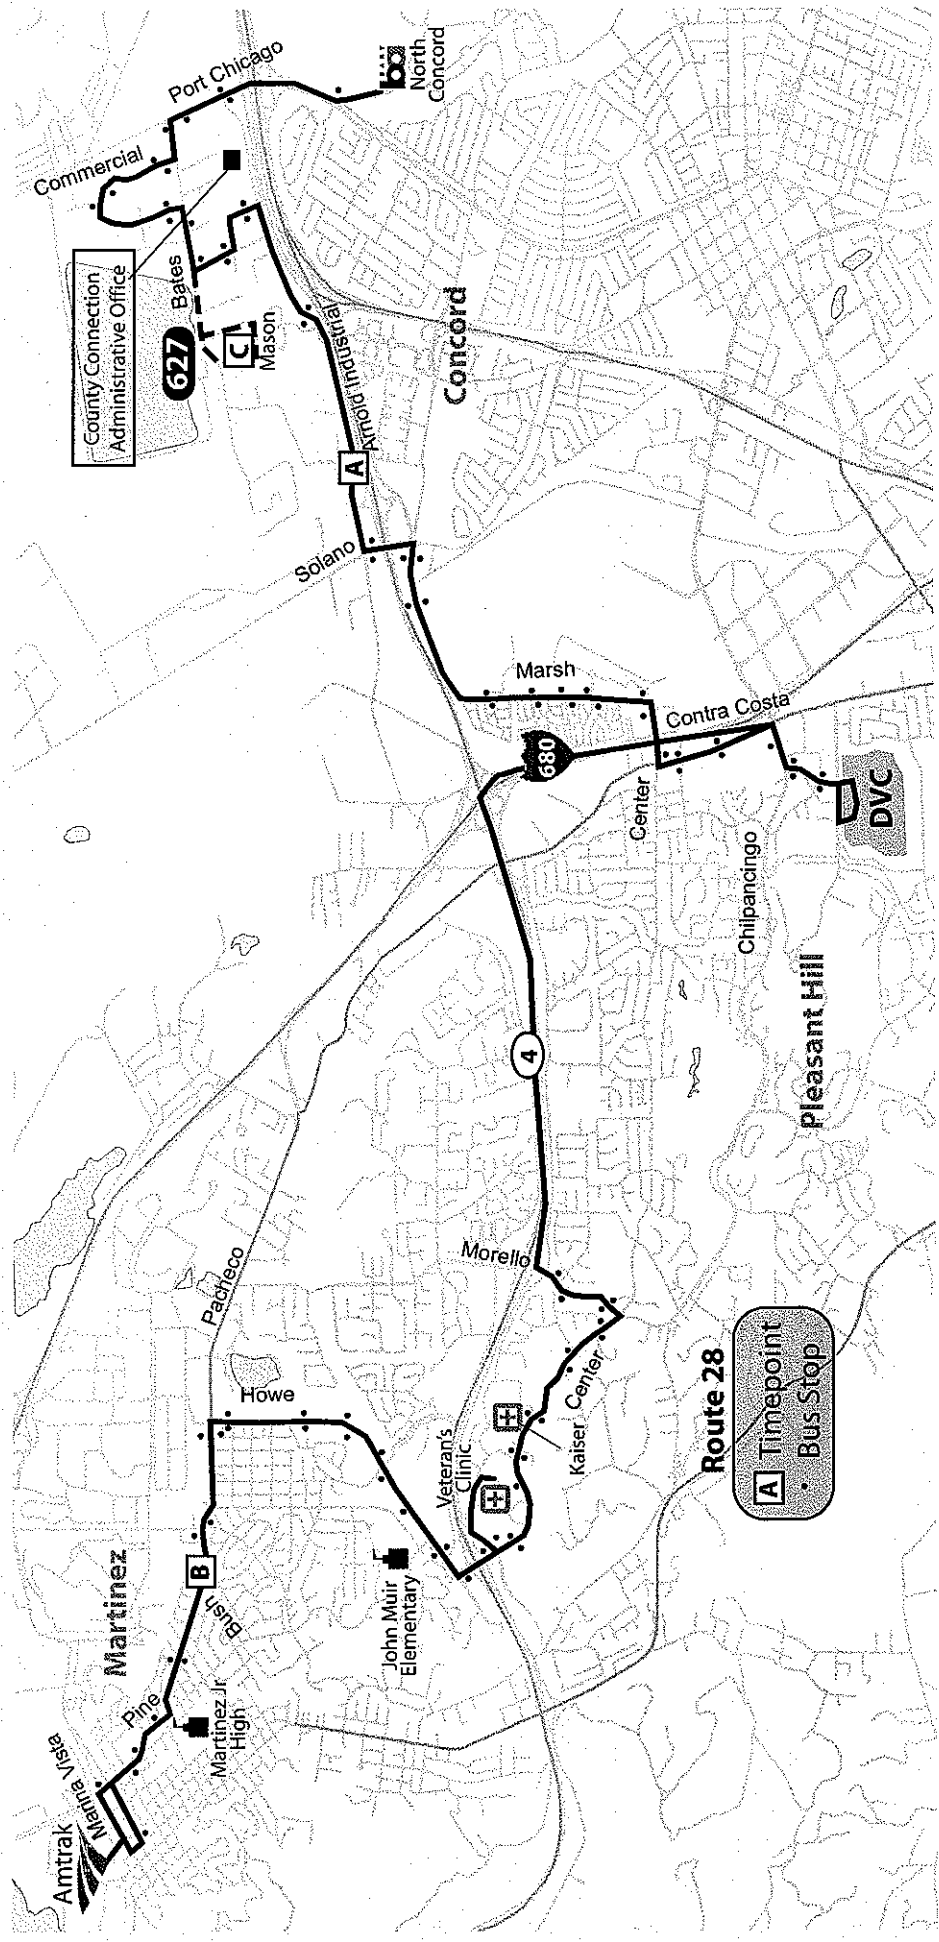 Amtrak
Marina Vista
Pine
Martinez Jr
High
Martinez
Bush
B
Howe
Pacheco
John Muir
Elementary
Veteran's
Clinic
Kaiser
Center
Morello
4
680
Marsh
Contra Costa
Center
Chilpancingo
DVC
Pleasant Hill
Solano
A
Arnold Industrial
Concord
County Connection
Administrative Office
627
Bates
C
Mason
Commercial
Port Chicago
BART
ba
North
Concord
Route 28
A Timepoint
Bus Stop